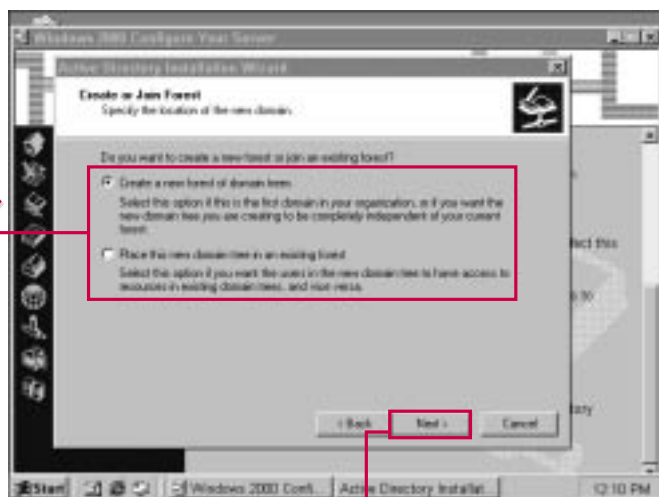 Windows 2000 Configure Your Server
Active Directory Installation Wizard
Create or Join Forest
Specify the location of the new domain.
Do you want to create a new forest or join an existing forest?
Create a new forest of domain trees
Select this option if this is the first domain in your organization, or if you want the
new domain tree you are creating to be completely independent of your current
forest.
Place this new domain tree in an existing forest
Select this option if you want the users in the new domain tree to have access to
resources in existing domain trees, and vice versa.
ect this
s to
tory
< Back Next > Cancel
Start Windows 2000 Confi... Active Directory Installat... 12:10 PM